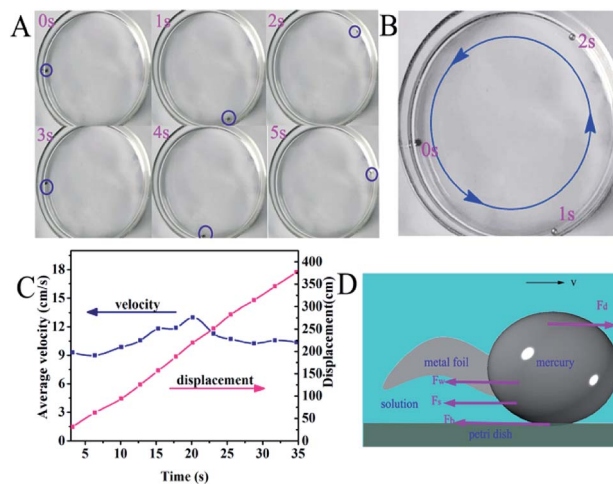 A
0s
1s
2s
3s
4s
5s
B
2s
0s
1s
C
velocity
displacement
Average velocity (cm/s)
18
15
12
9
6
3
0
Displacement(cm)
400
350
300
250
200
150
100
50
0
5
10
15
20
25
30
35
Time (s)
D
v
Fd
metal foil
mercury
Fw
solution
Fs
Fb
petri dish